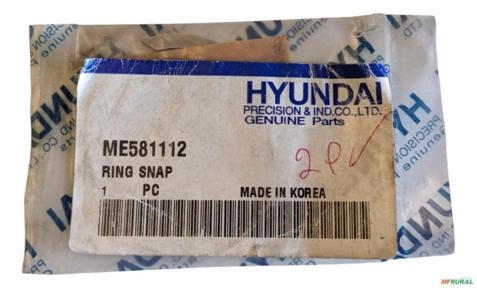 HYUNDAI
PRECISION & IND.CO., LTD.
GENUINE Parts
ME581112
RING SNAP
1 PC MADE IN KOREA
MFRURAL